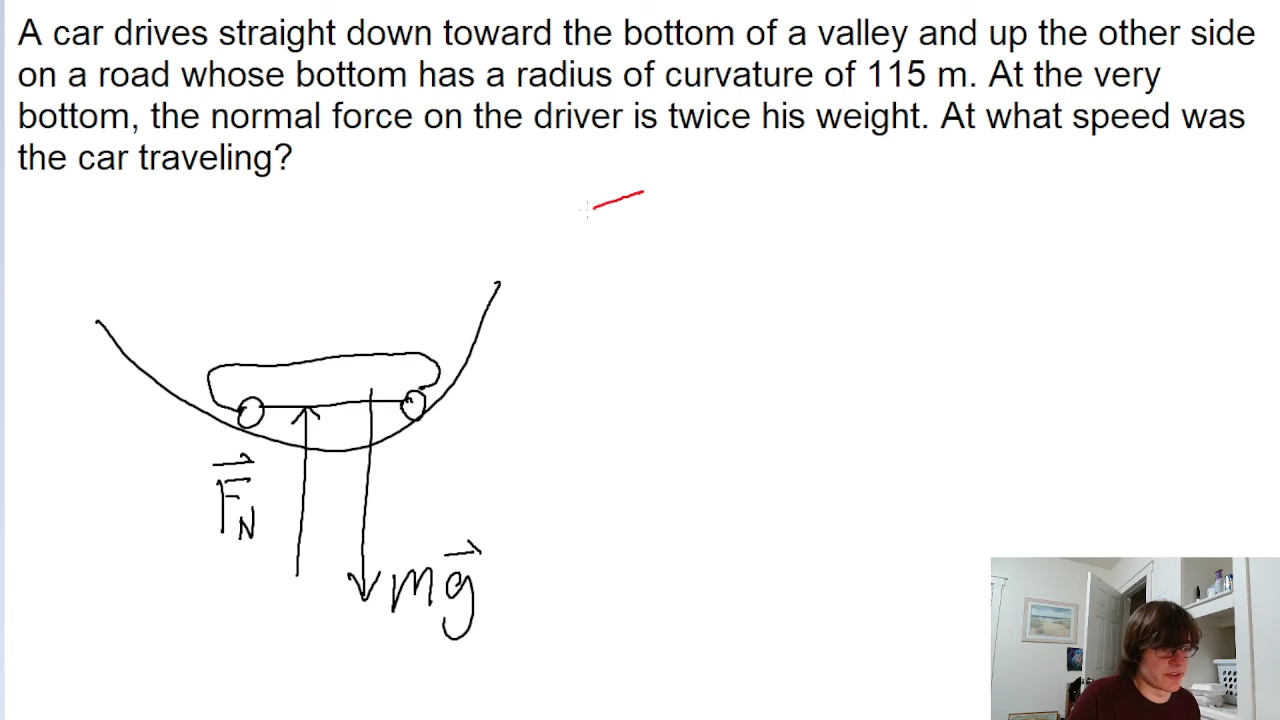 A car drives straight down toward the bottom of a valley and up the other side
on a road whose bottom has a radius of curvature of 115 m. At the very
bottom, the normal force on the driver is twice his weight. At what speed was
the car traveling?
F⃗_N
mg⃗